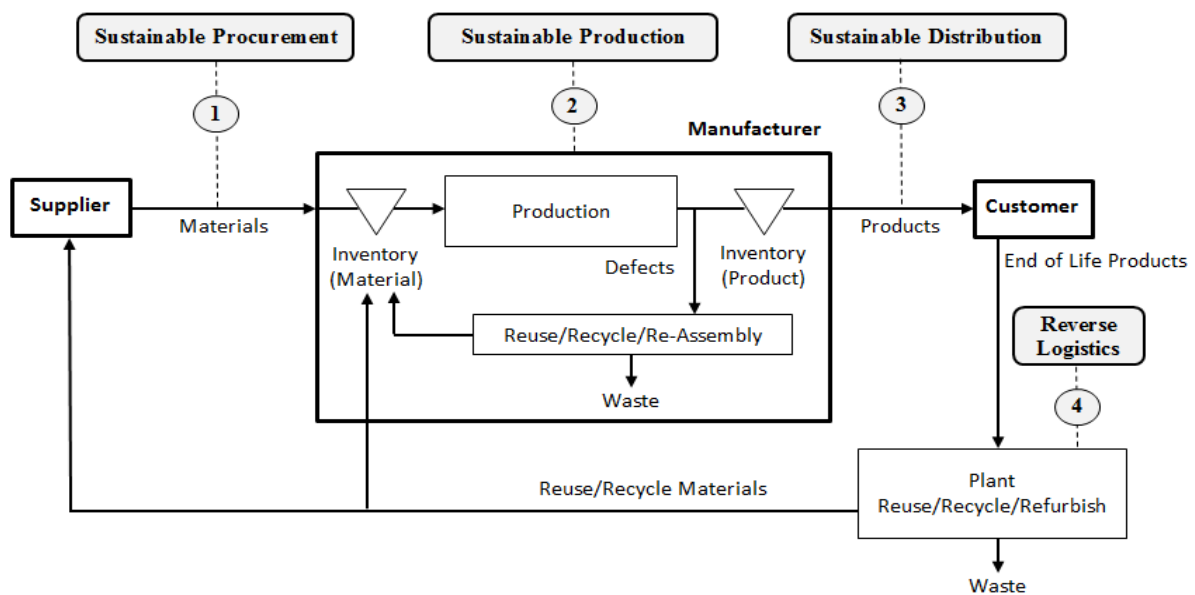 Sustainable Procurement
Sustainable Production
Sustainable Distribution
1
2
3
Manufacturer
Supplier
Materials
Inventory
(Material)
Production
Defects
Inventory
(Product)
Products
Customer
End of Life Products
Reuse/Recycle/Re-Assembly
Waste
Reverse
Logistics
4
Reuse/Recycle Materials
Plant
Reuse/Recycle/Refurbish
Waste